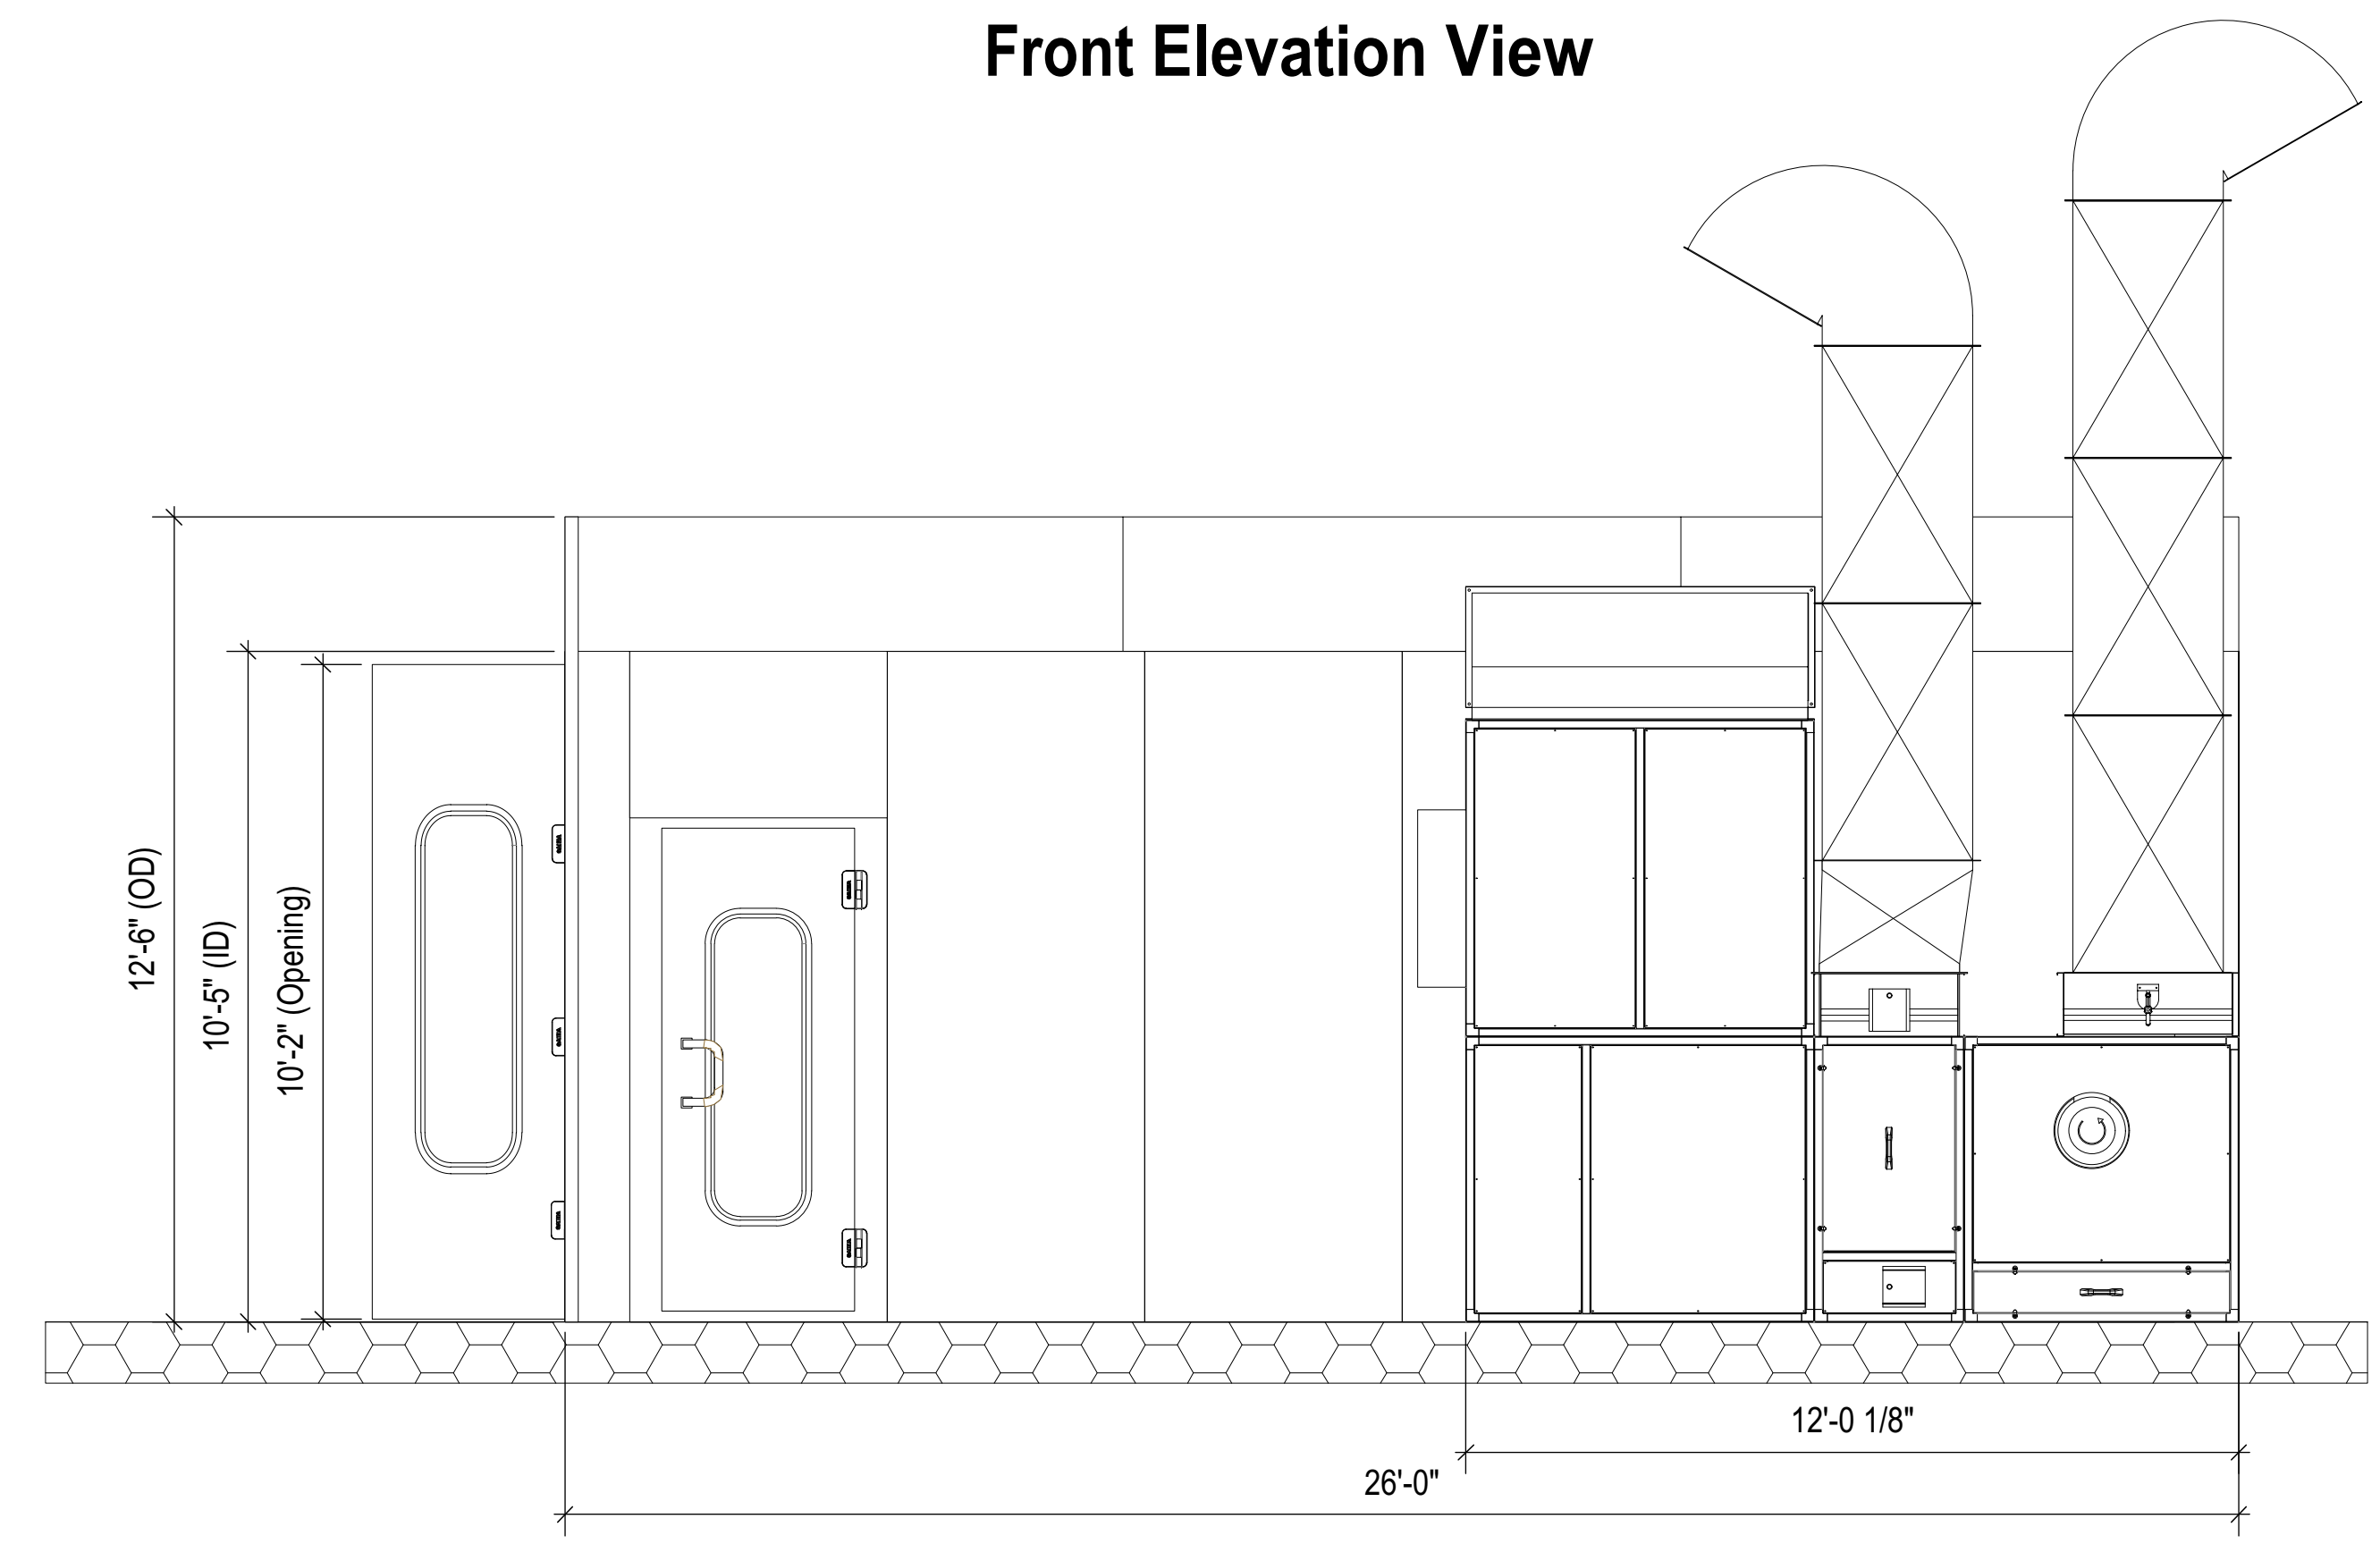 Front Elevation View
12'-6" (OD)
10'-5" (ID)
10'-2" (Opening)
12'-0 1/8"
26'-0"